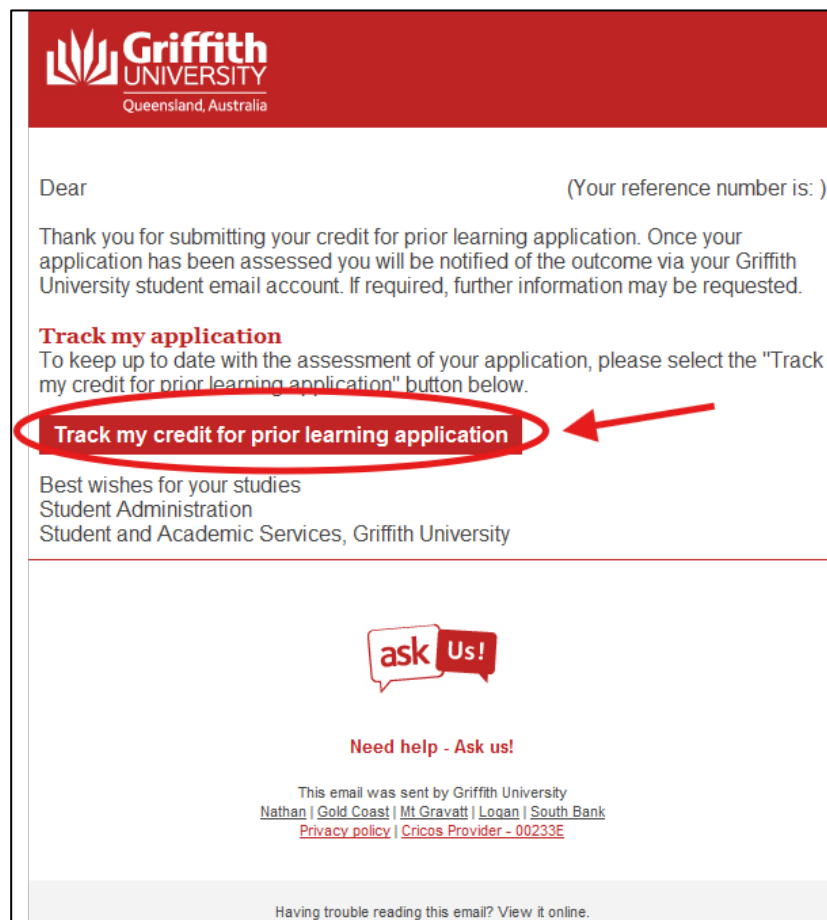 Griffith
UNIVERSITY
Queensland, Australia
Dear (Your reference number is: )
Thank you for submitting your credit for prior learning application. Once your
application has been assessed you will be notified of the outcome via your Griffith
University student email account. If required, further information may be requested.
Track my application
To keep up to date with the assessment of your application, please select the "Track
my credit for prior learning application" button below.
Track my credit for prior learning application
Best wishes for your studies
Student Administration
Student and Academic Services, Griffith University
ask Us!
Need help - Ask us!
This email was sent by Griffith University
Nathan | Gold Coast | Mt Gravatt | Logan | South Bank
Privacy policy | Cricos Provider - 00233E
Having trouble reading this email? View it online.